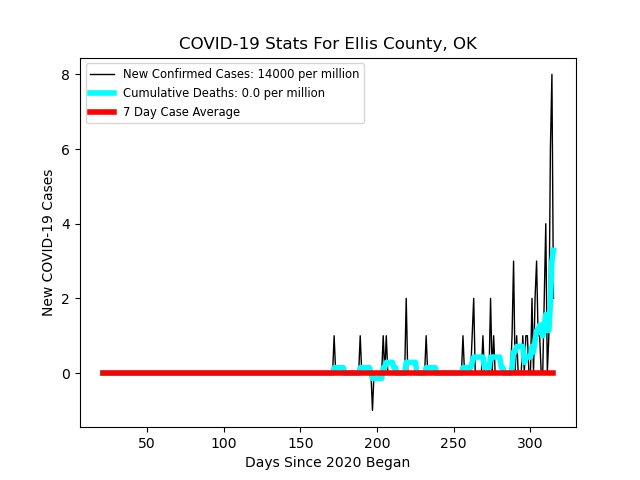 COVID-19 Stats For Ellis County, OK
New Confirmed Cases: 14000 per million
Cumulative Deaths: 0.0 per million
7 Day Case Average
8
6
4
2
0
New COVID-19 Cases
50 100 150 200 250 300
Days Since 2020 Began